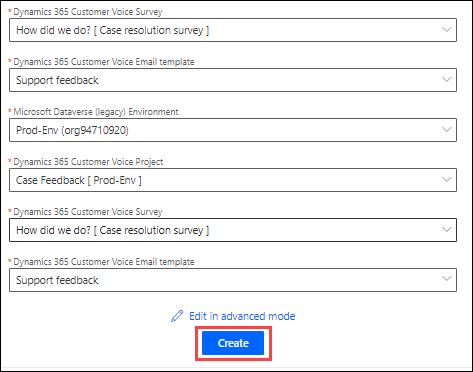 * Dynamics 365 Customer Voice Survey
How did we do? [ Case resolution survey ]
* Dynamics 365 Customer Voice Email template
Support feedback
* Microsoft Dataverse (legacy) Environment
Prod-Env (org94710920)
* Dynamics 365 Customer Voice Project
Case Feedback [ Prod-Env ]
* Dynamics 365 Customer Voice Survey
How did we do? [ Case resolution survey ]
* Dynamics 365 Customer Voice Email template
Support feedback
Edit in advanced mode
Create